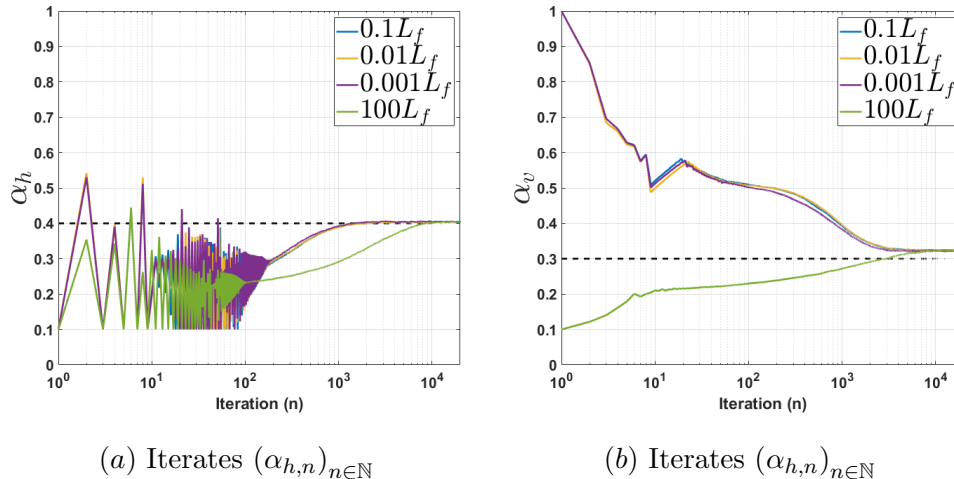 1
0.9
0.8
0.7
0.6
0.5
0.4
0.3
0.2
0.1
0
α_h
0.1L_f
0.01L_f
0.001L_f
100L_f
10^0
10^1
10^2
10^3
10^4
Iteration (n)
(a) Iterates (α_{h,n})_{n∈ℕ}
1
0.9
0.8
0.7
0.6
0.5
0.4
0.3
0.2
0.1
0
α_v
0.1L_f
0.01L_f
0.001L_f
100L_f
10^0
10^1
10^2
10^3
10^4
Iteration (n)
(b) Iterates (α_{h,n})_{n∈ℕ}